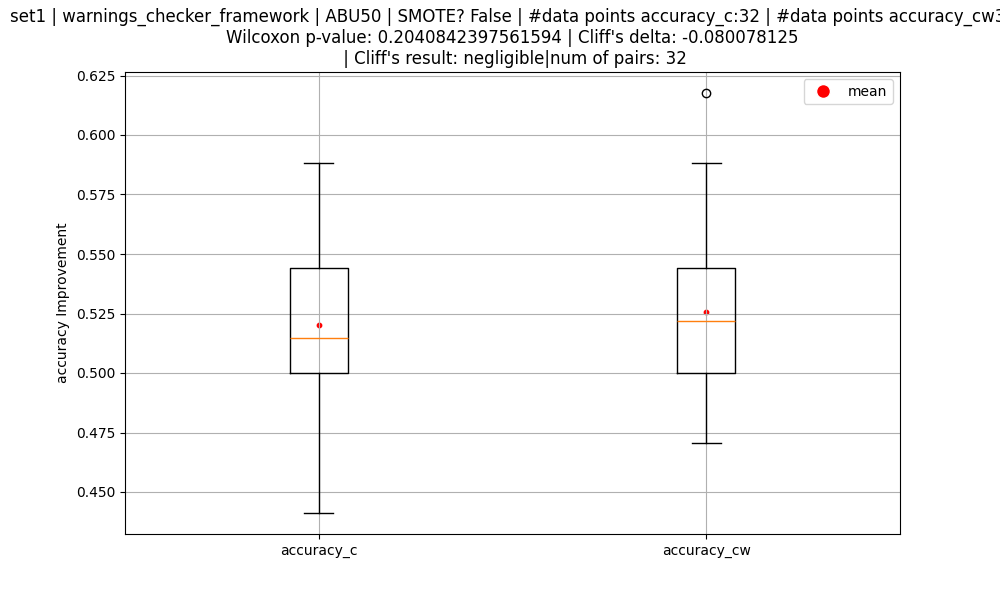 set1 | warnings_checker_framework | ABU50 | SMOTE? False | #data points accuracy_c:32 | #data points accuracy_cw
Wilcoxon p-value: 0.2040842397561594 | Cliff's delta: -0.080078125
| Cliff's result: negligible|num of pairs: 32
mean
0.625
0.600
0.575
0.550
0.525
0.500
0.475
0.450
accuracy Improvement
accuracy_c
accuracy_cw